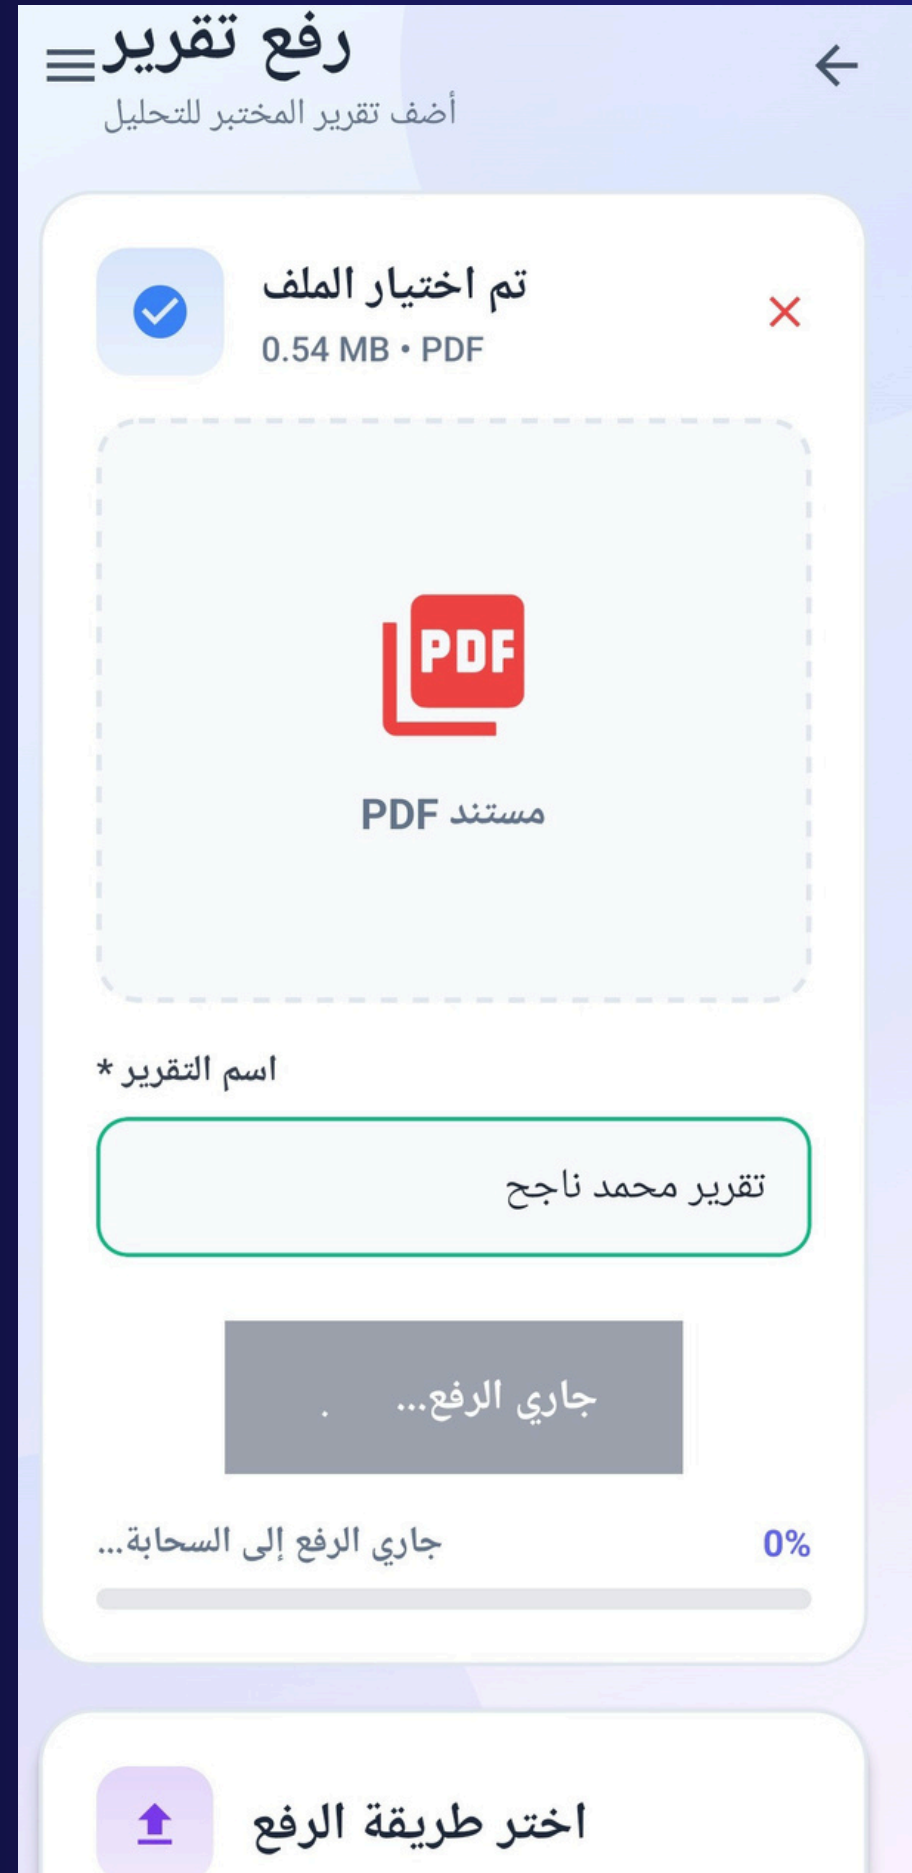 رفع تقرير
أضف تقرير المختبر للتحليل
تم اختيار الملف
0.54 MB • PDF
PDF
مستند PDF
اسم التقرير *
تقرير محمد ناجح
جاري الرفع...
جاري الرفع إلى السحابة...
0%
اختر طريقة الرفع